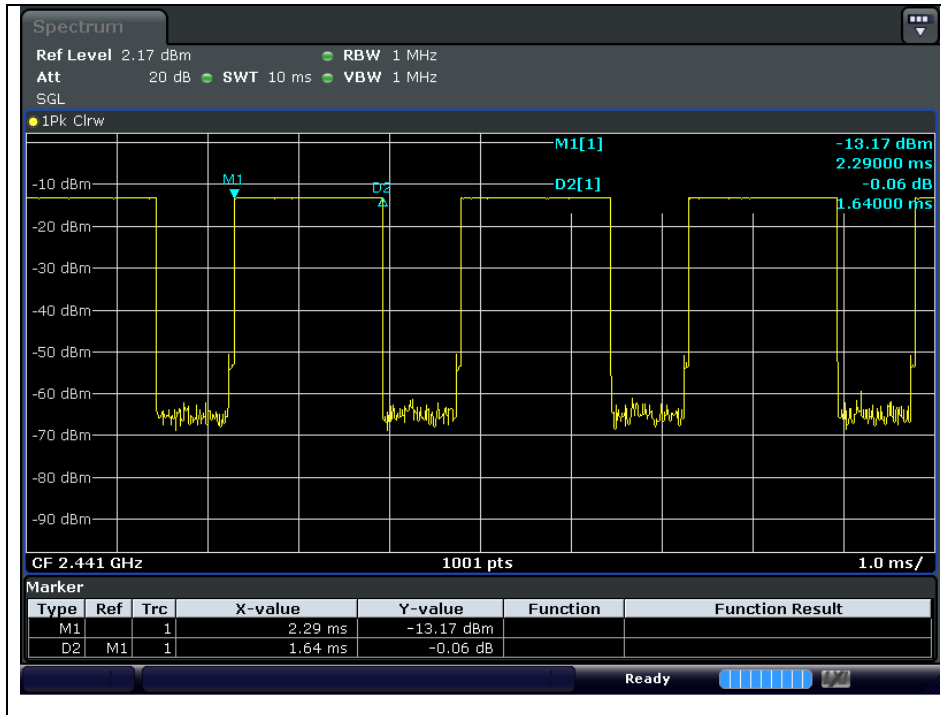 Spectrum
Ref Level 2.17 dBm RBW 1 MHz
Att 20 dB SWT 10 ms VBW 1 MHz
SGL
1Pk Clrw
M1[1] -13.17 dBm
2.29000 ms
-10 dBm M1 D2 D2[1] -0.06 dB
1.64000 ms
-20 dBm
-30 dBm
-40 dBm
-50 dBm
-60 dBm
-70 dBm
-80 dBm
-90 dBm
CF 2.441 GHz 1001 pts 1.0 ms/
Marker
Type Ref Trc X-value Y-value Function Function Result
M1 1 2.29 ms -13.17 dBm
D2 M1 1 1.64 ms -0.06 dB
Ready